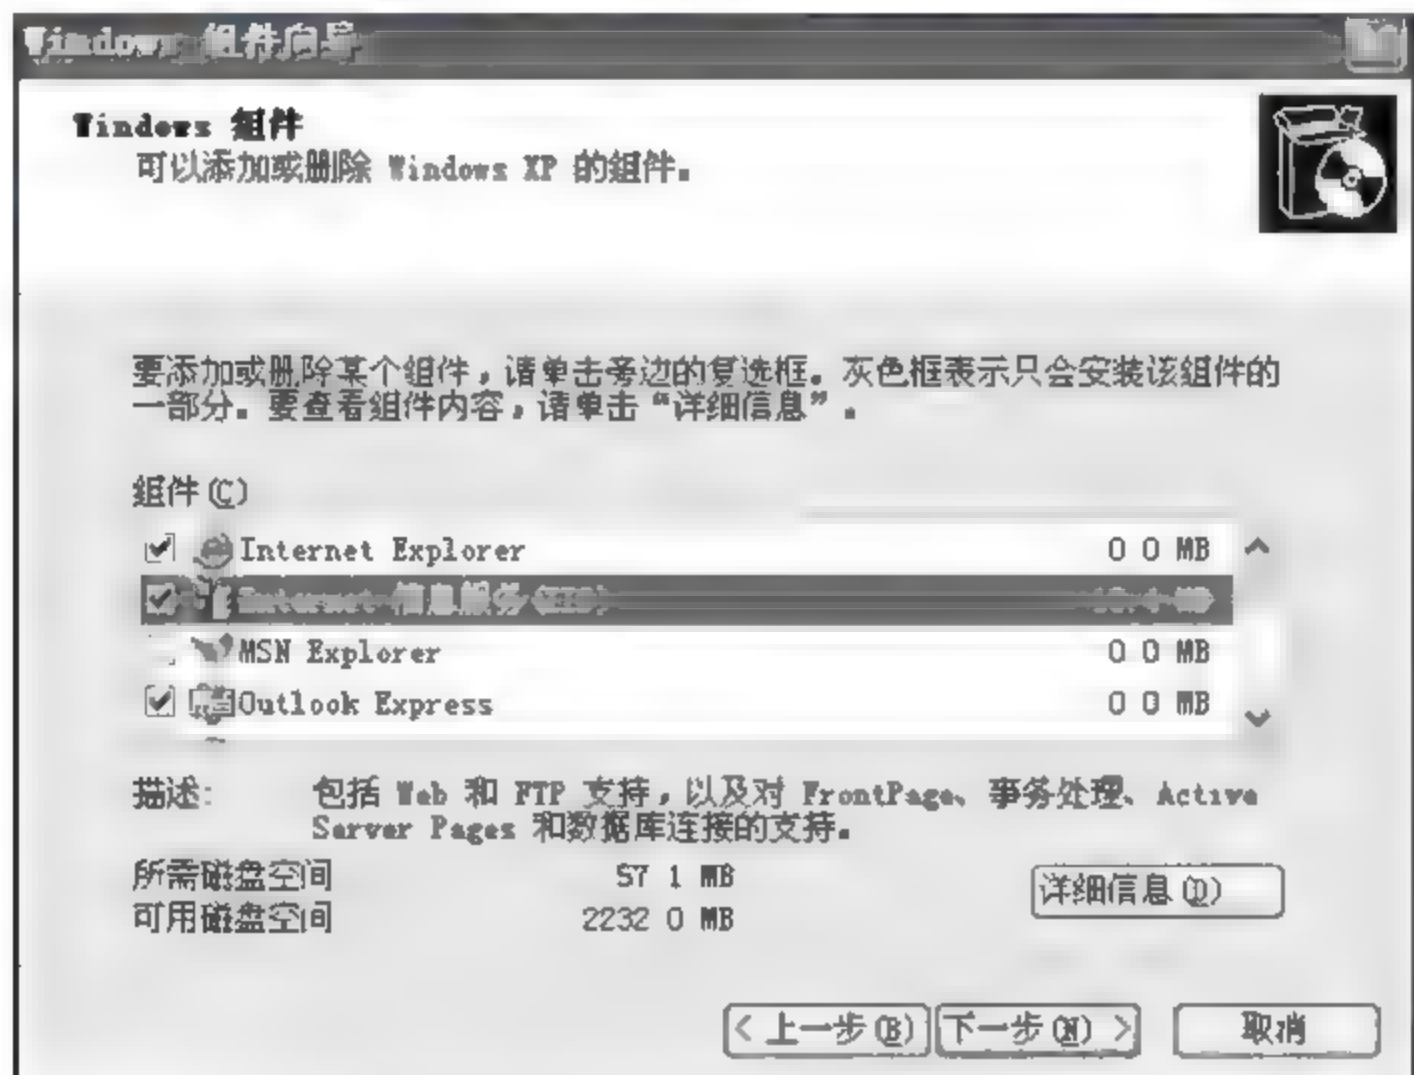 Windows 组件向导
Windows 组件
可以添加或删除 Windows XP 的组件。
要添加或删除某个组件，请单击旁边的复选框。灰色框表示只会安装该组件的
一部分。要查看组件内容，请单击“详细信息”。
组件(C)
Internet Explorer 0 0 MB
Internet 信息服务 (IIS)
MSN Explorer 0 0 MB
Outlook Express 0 0 MB
描述: 包括 Web 和 FTP 支持，以及对 FrontPage、事务处理、Active
Server Pages 和数据库连接的支持。
所需磁盘空间 57 1 MB
可用磁盘空间 2232 0 MB
详细信息(D)
< 上一步(B) 下一步(N) > 取消